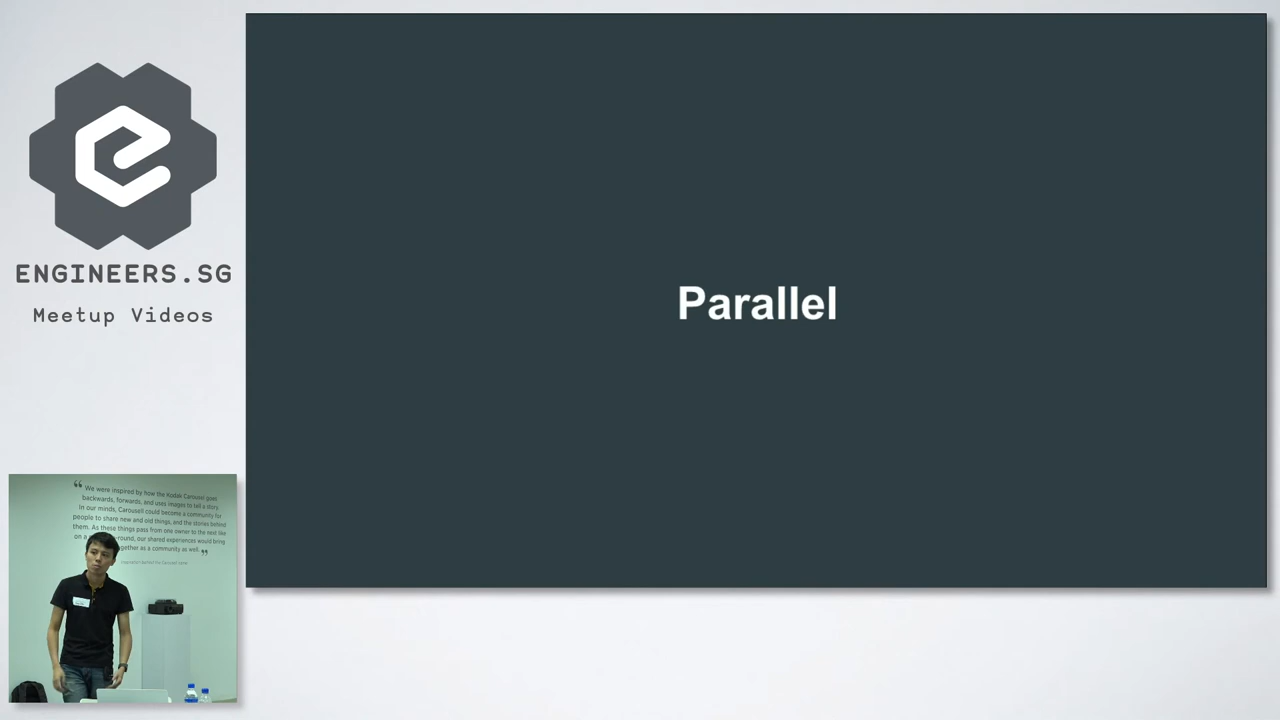 ENGINEERS.SG
Meetup Videos
Parallel
We were inspired by how the Kodak Carousel goes
backwards, forwards, and uses images to tell a story.
In our minds, Carousell could become a community for
people to share new and old things, and the stories behind
them. As these things pass from one owner to the next like
on a -round, our shared experiences would bring
together as a community as well.